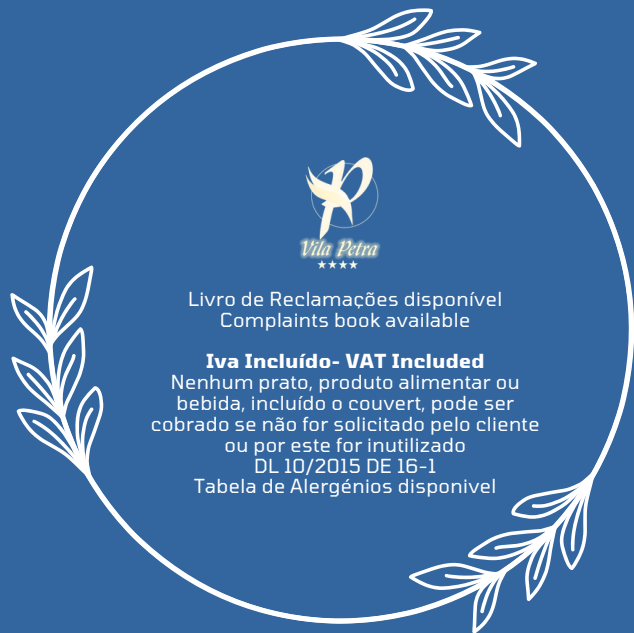 Vila Petra
★★★★
Livro de Reclamações disponível
Complaints book available
Iva Incluído- VAT Included
Nenhum prato, produto alimentar ou
bebida, incluído o couvert, pode ser
cobrado se não for solicitado pelo cliente
ou por este for inutilizado
DL 10/2015 DE 16-1
Tabela de Alergénios disponivel